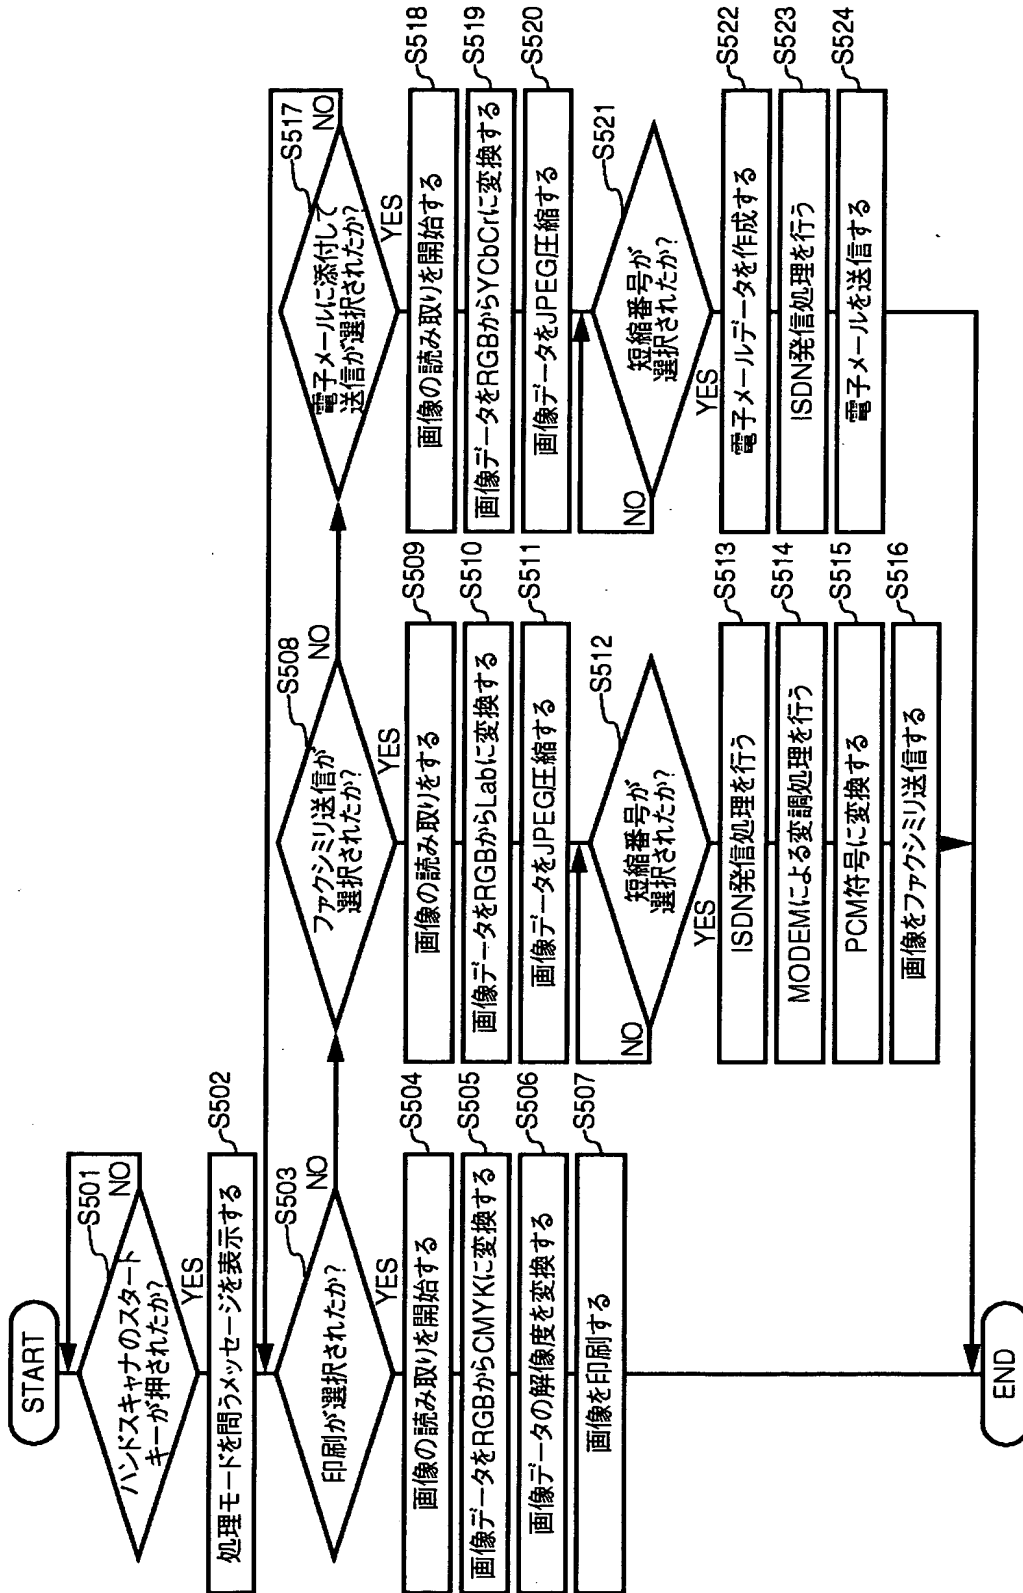 START
ハンドスキャナのスタート
キーが押されたか?
S501
NO
YES
処理モードを問うメッセージを表示する
S502
印刷が選択されたか?
S503
NO
YES
画像の読み取りを開始する
S504
画像データをRGBからCMYKに変換する
S505
画像データの解像度を変換する
S506
画像を印刷する
S507
ファクシミリ送信が
選択されたか?
S508
NO
YES
画像の読み取りをする
S509
画像データをRGBからLabに変換する
S510
画像データをJPEG圧縮する
S511
短縮番号が
選択されたか?
S512
NO
YES
ISDN発信処理を行う
S513
MODEMによる変調処理を行う
S514
PCM符号に変換する
S515
画像をファクシミリ送信する
S516
電子メールに添付して
送信が選択されたか?
S517
NO
YES
画像の読み取りを開始する
S518
画像データをRGBからYCbCrに変換する
S519
画像データをJPEG圧縮する
S520
短縮番号が
選択されたか?
S521
NO
YES
電子メールデータを作成する
S522
ISDN発信処理を行う
S523
電子メールを送信する
S524
END